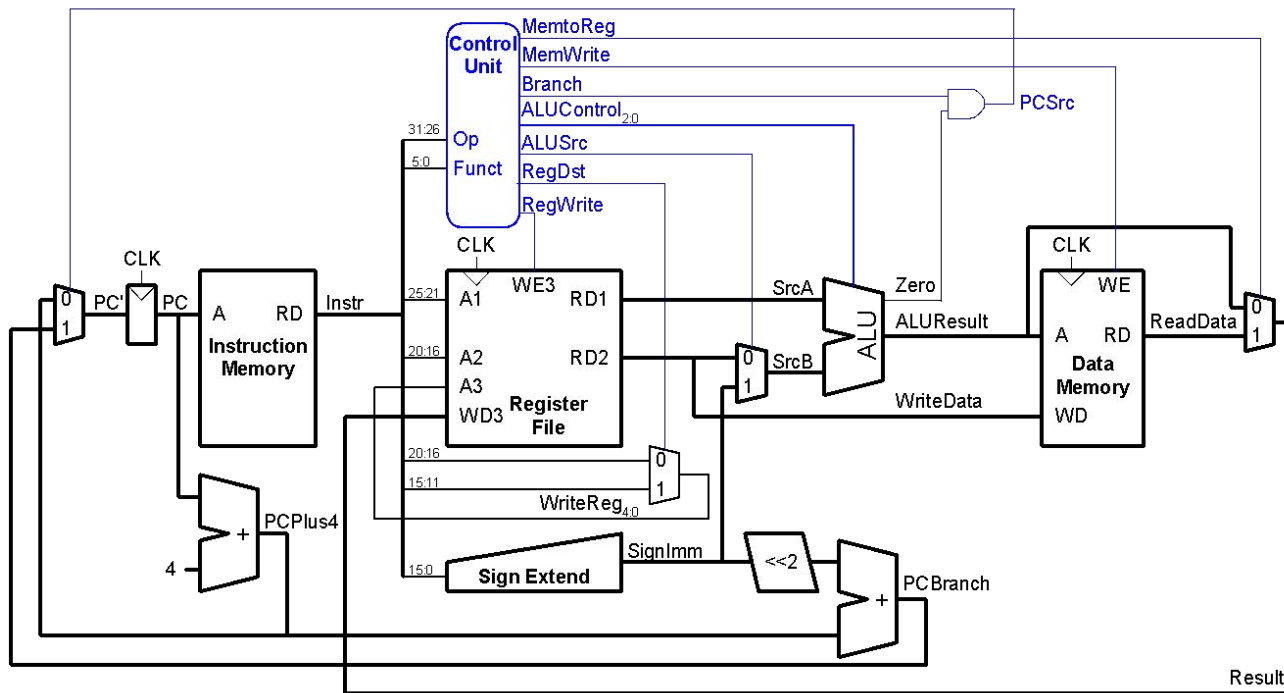 MemtoReg
Control
Unit
MemWrite
Branch
PCSrc
ALUControl2:0
31:26
Op
ALUSrc
5:0
Funct
RegDst
RegWrite
CLK
CLK
CLK
0
1
PC'
PC
A
RD
Instruction
Memory
Instr
25:21
A1
WE3
RD1
SrcA
Zero
WE
0
1
20:16
A2
RD2
0
1
SrcB
ALU
ALUResult
A
RD
ReadData
Data
Memory
A3
WD3
Register
File
WriteData
WD
20:16
0
15:11
1
WriteReg4:0
PCPlus4
+
4
SignImm
15:0
Sign Extend
<<2
+
PCBranch
Result